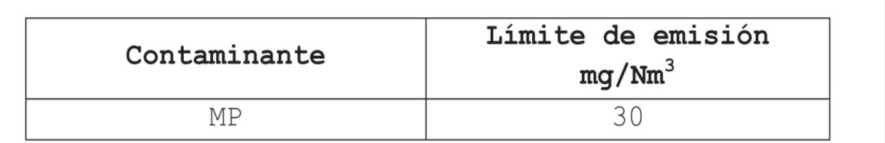 Contaminante
Límite de emisión
mg/Nm³
MP
30